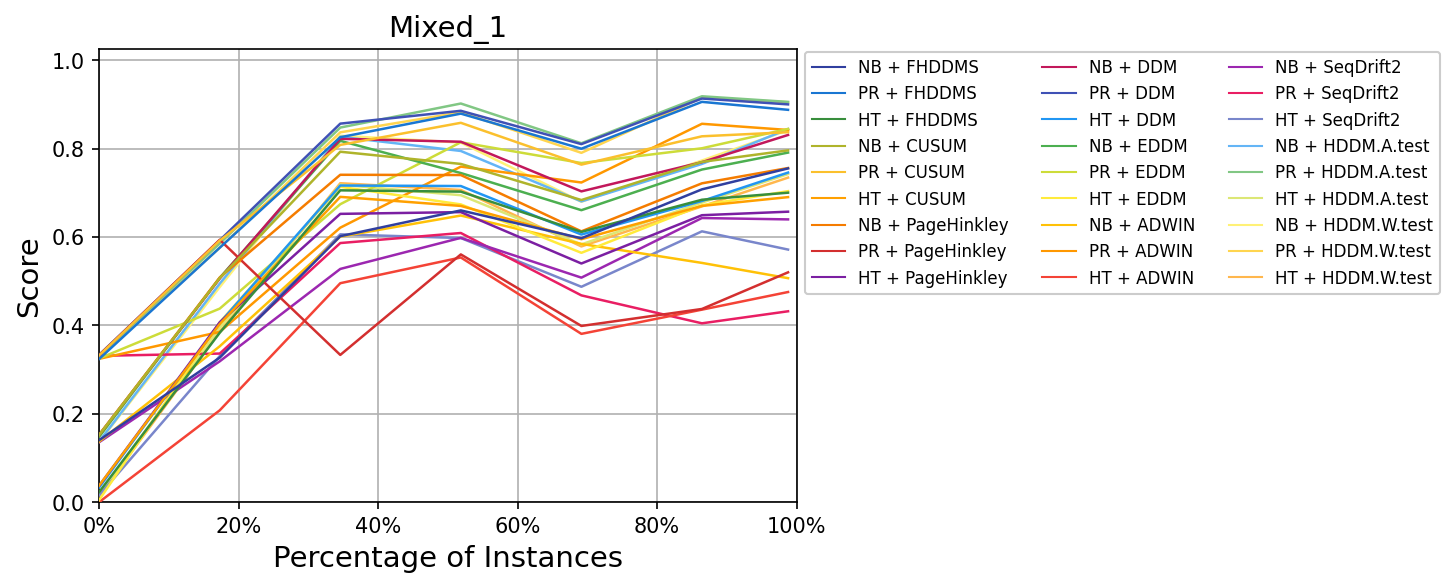 Mixed_1
Score
1.0
0.8
0.6
0.4
0.2
0.0
0% 20% 40% 60% 80% 100%
Percentage of Instances
NB + FHDDMS
PR + FHDDMS
HT + FHDDMS
NB + CUSUM
PR + CUSUM
HT + CUSUM
NB + PageHinkley
PR + PageHinkley
HT + PageHinkley
NB + DDM
PR + DDM
HT + DDM
NB + EDDM
PR + EDDM
HT + EDDM
NB + ADWIN
PR + ADWIN
HT + ADWIN
NB + SeqDrift2
PR + SeqDrift2
HT + SeqDrift2
NB + HDDM.A.test
PR + HDDM.A.test
HT + HDDM.A.test
NB + HDDM.W.test
PR + HDDM.W.test
HT + HDDM.W.test